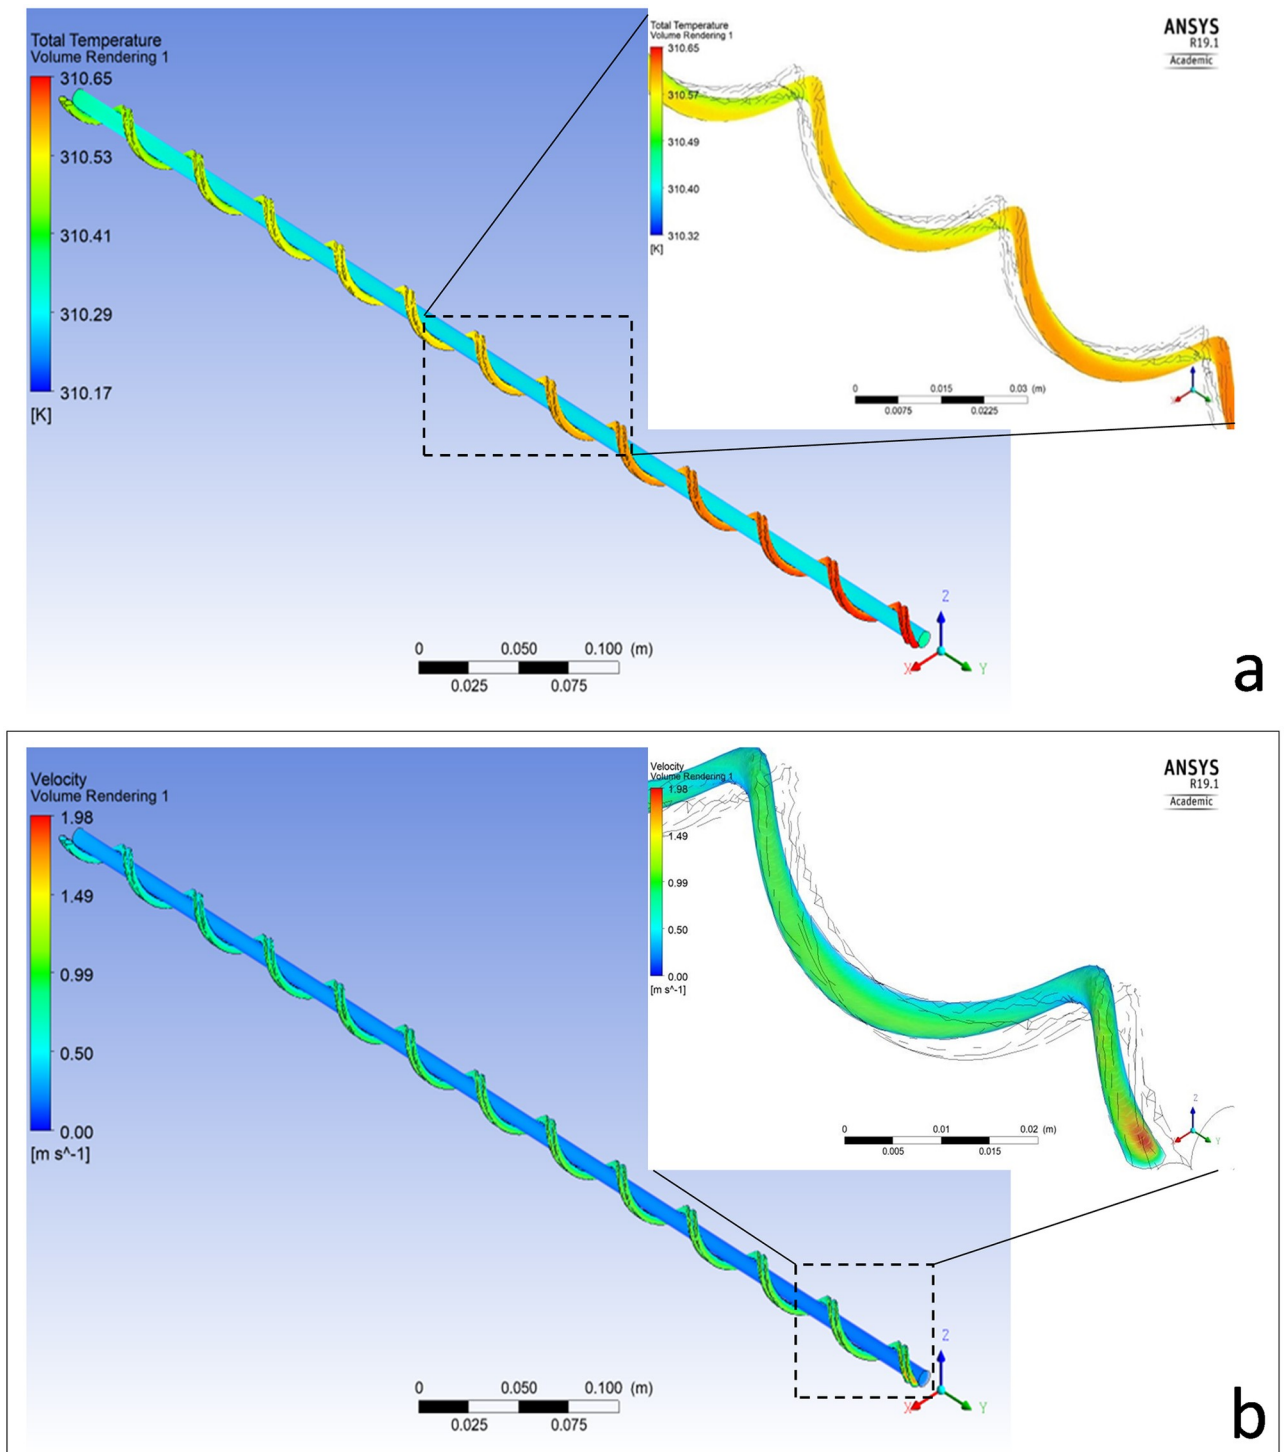 Total Temperature
Volume Rendering 1
310.65
310.53
310.41
310.29
310.17
[K]
Total Temperature
Volume Rendering 1
310.65
310.57
310.49
310.40
310.32
[K]
ANSYS
R19.1
Academic
0 0.015 0.03 (m)
0.0075 0.0225
X
0 0.050 0.100 (m)
0.025 0.075
Z
X Y
a
Velocity
Volume Rendering 1
1.98
1.49
0.99
0.50
0.00
[m s^-1]
Velocity
Volume Rendering 1
1.98
1.49
0.99
0.50
0.00
[m s^-1]
ANSYS
R19.1
Academic
Z
X Y
0 0.01 0.02 (m)
0.005 0.015
0 0.050 0.100 (m)
0.025 0.075
Z
X Y
b